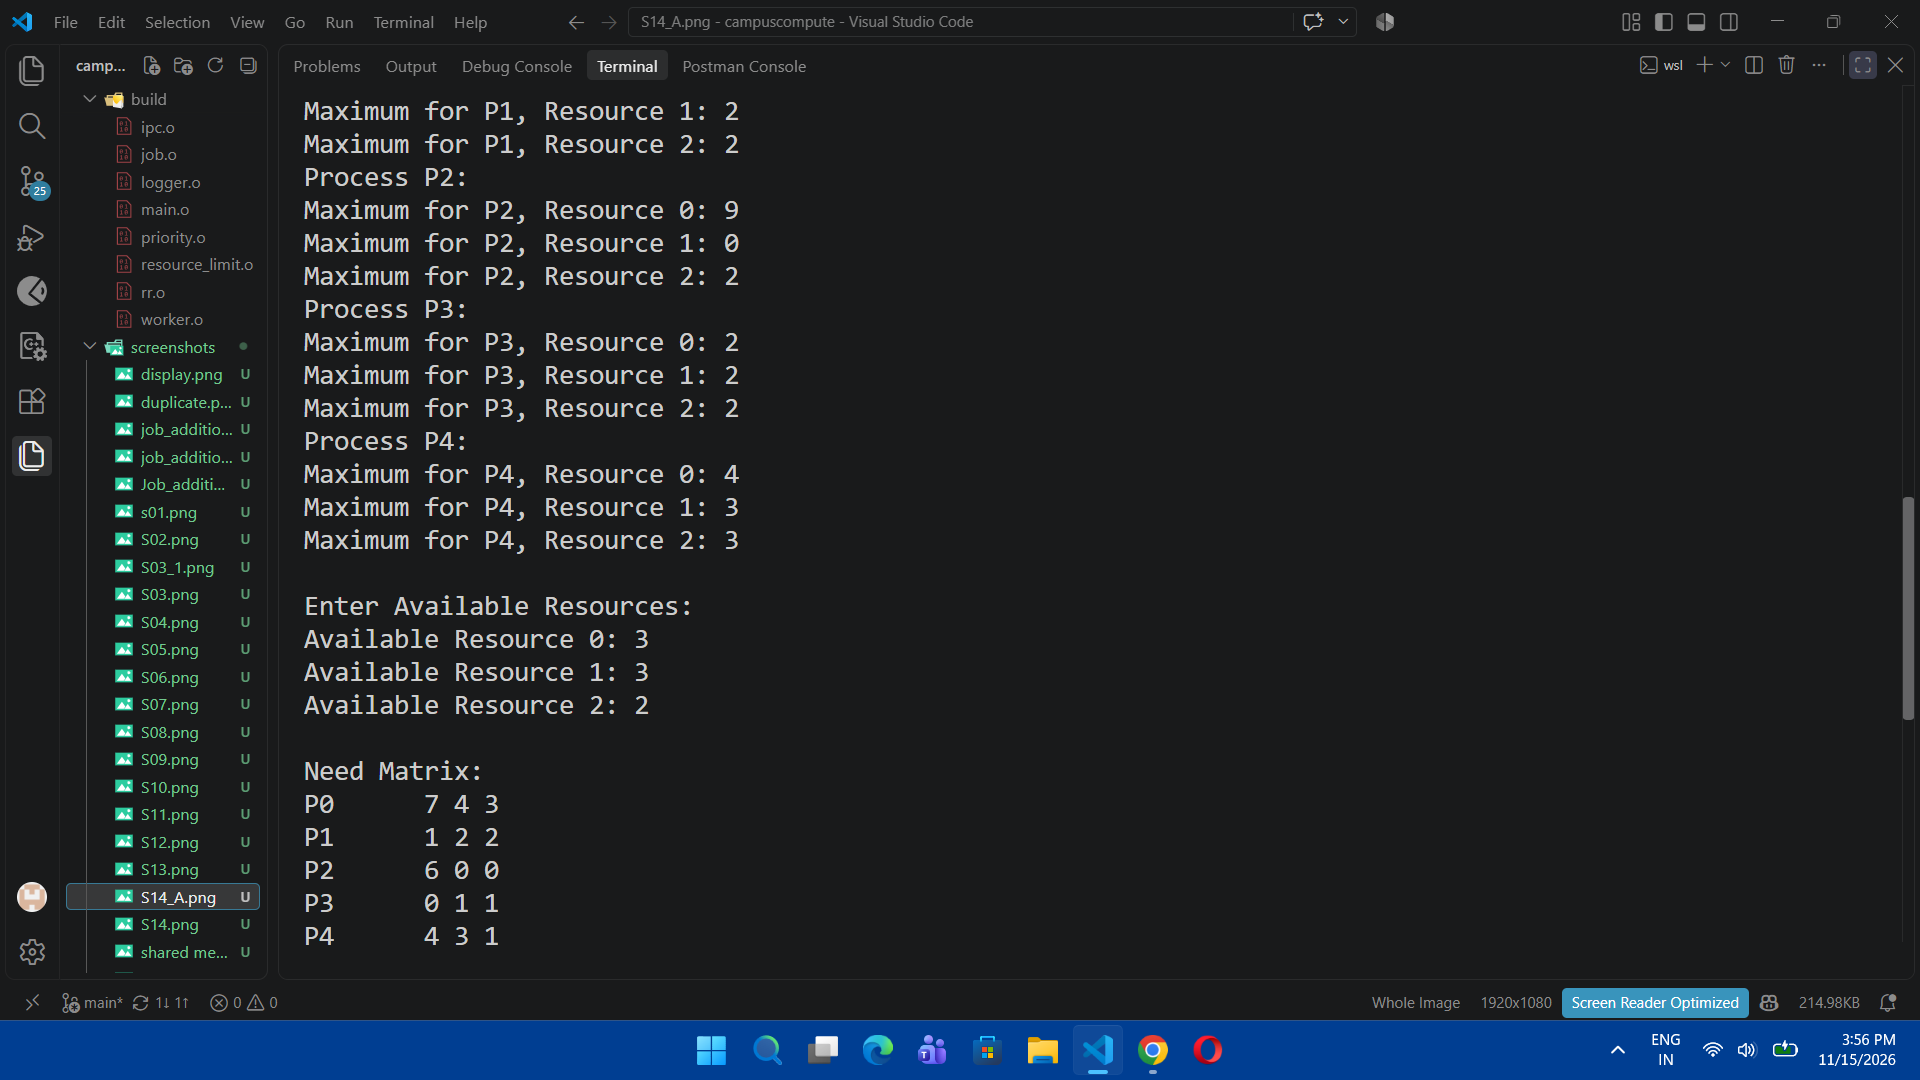 File Edit Selection View Go Run Terminal Help
S14_A.png - campuscompute - Visual Studio Code
camp...
build
ipc.o
job.o
logger.o
main.o
priority.o
resource_limit.o
rr.o
worker.o
screenshots
display.png U
duplicate.p... U
job_additio... U
job_additio... U
Job_additi... U
s01.png U
S02.png U
S03_1.png U
S03.png U
S04.png U
S05.png U
S06.png U
S07.png U
S08.png U
S09.png U
S10.png U
S11.png U
S12.png U
S13.png U
S14_A.png U
S14.png U
shared me... U
25
Problems Output Debug Console Terminal Postman Console
wsl
Maximum for P1, Resource 1: 2
Maximum for P1, Resource 2: 2
Process P2:
Maximum for P2, Resource 0: 9
Maximum for P2, Resource 1: 0
Maximum for P2, Resource 2: 2
Process P3:
Maximum for P3, Resource 0: 2
Maximum for P3, Resource 1: 2
Maximum for P3, Resource 2: 2
Process P4:
Maximum for P4, Resource 0: 4
Maximum for P4, Resource 1: 3
Maximum for P4, Resource 2: 3
Enter Available Resources:
Available Resource 0: 3
Available Resource 1: 3
Available Resource 2: 2
Need Matrix:
P0 7 4 3
P1 1 2 2
P2 6 0 0
P3 0 1 1
P4 4 3 1
main* 1↓ 1↑ 0 0
Whole Image 1920x1080 Screen Reader Optimized 214.98KB
ENG
IN
3:56 PM
11/15/2026